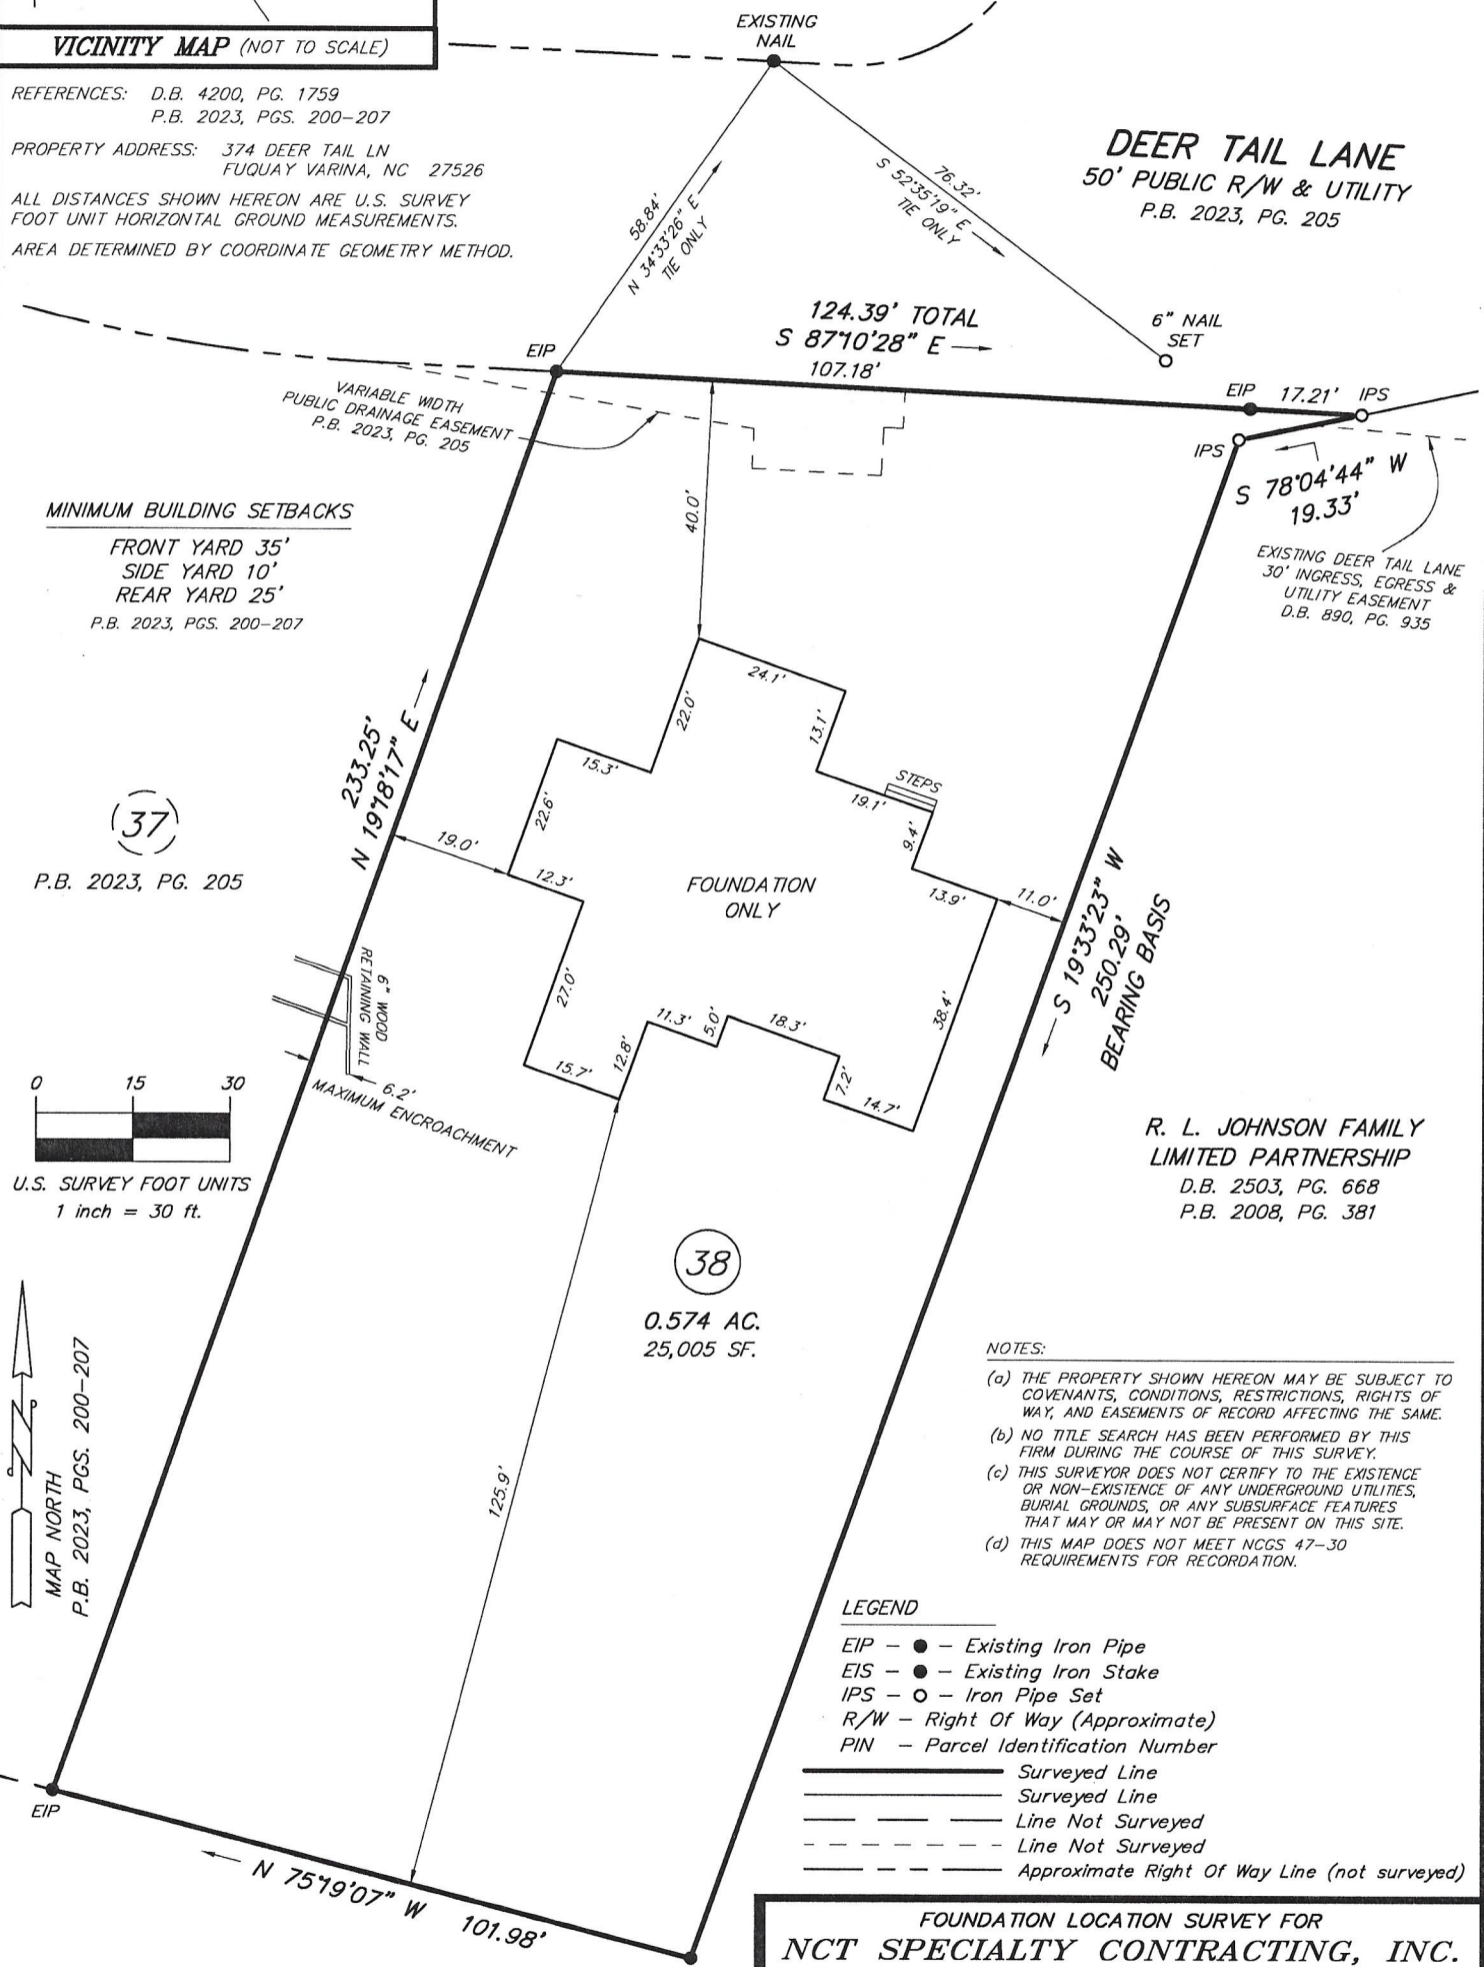 VICINITY MAP (NOT TO SCALE)
REFERENCES: D.B. 4200, PG. 1759
P.B. 2023, PGS. 200-207
PROPERTY ADDRESS: 374 DEER TAIL LN
FUQUAY VARINA, NC 27526
ALL DISTANCES SHOWN HEREON ARE U.S. SURVEY
FOOT UNIT HORIZONTAL GROUND MEASUREMENTS.
AREA DETERMINED BY COORDINATE GEOMETRY METHOD.
EXISTING
NAIL
58.84'
N 34°33'26" E
TIE ONLY
76.32'
S 52°35'19" E
TIE ONLY
DEER TAIL LANE
50' PUBLIC R/W & UTILITY
P.B. 2023, PG. 205
6" NAIL
SET
124.39' TOTAL
S 87°10'28" E
107.18'
EIP
EIP
17.21'
IPS
IPS
S 78°04'44" W
19.33'
VARIABLE WIDTH
PUBLIC DRAINAGE EASEMENT
P.B. 2023, PG. 205
EXISTING DEER TAIL LANE
30' INGRESS, EGRESS &
UTILITY EASEMENT
D.B. 890, PG. 935
MINIMUM BUILDING SETBACKS
FRONT YARD 35'
SIDE YARD 10'
REAR YARD 25'
P.B. 2023, PGS. 200-207
40.0'
24.1'
22.0'
13.1'
15.3'
STEPS
19.1'
22.6'
9.4'
233.25'
N 19°18'17" E
19.0'
12.3'
FOUNDATION
ONLY
13.9'
11.0'
37
P.B. 2023, PG. 205
S 19°33'23" W
250.29'
BEARING BASIS
6" WOOD
RETAINING WALL
27.0'
38.4'
11.3'
5.0'
18.3'
15.7'
12.8'
7.2'
14.7'
6.2'
MAXIMUM ENCROACHMENT
0 15 30
U.S. SURVEY FOOT UNITS
1 inch = 30 ft.
R. L. JOHNSON FAMILY
LIMITED PARTNERSHIP
D.B. 2503, PG. 668
P.B. 2008, PG. 381
38
0.574 AC.
25,005 SF.
125.9'
N
MAP NORTH
P.B. 2023, PGS. 200-207
NOTES:
(a) THE PROPERTY SHOWN HEREON MAY BE SUBJECT TO
COVENANTS, CONDITIONS, RESTRICTIONS, RIGHTS OF
WAY, AND EASEMENTS OF RECORD AFFECTING THE SAME.
(b) NO TITLE SEARCH HAS BEEN PERFORMED BY THIS
FIRM DURING THE COURSE OF THIS SURVEY.
(c) THIS SURVEYOR DOES NOT CERTIFY TO THE EXISTENCE
OR NON-EXISTENCE OF ANY UNDERGROUND UTILITIES,
BURIAL GROUNDS, OR ANY SUBSURFACE FEATURES
THAT MAY OR MAY NOT BE PRESENT ON THIS SITE.
(d) THIS MAP DOES NOT MEET NCGS 47-30
REQUIREMENTS FOR RECORDATION.
LEGEND
EIP - ● - Existing Iron Pipe
EIS - ● - Existing Iron Stake
IPS - O - Iron Pipe Set
R/W - Right Of Way (Approximate)
PIN - Parcel Identification Number
Surveyed Line
Surveyed Line
Line Not Surveyed
Line Not Surveyed
Approximate Right Of Way Line (not surveyed)
EIP
N 75°19'07" W 101.98'
FOUNDATION LOCATION SURVEY FOR
NCT SPECIALTY CONTRACTING, INC.